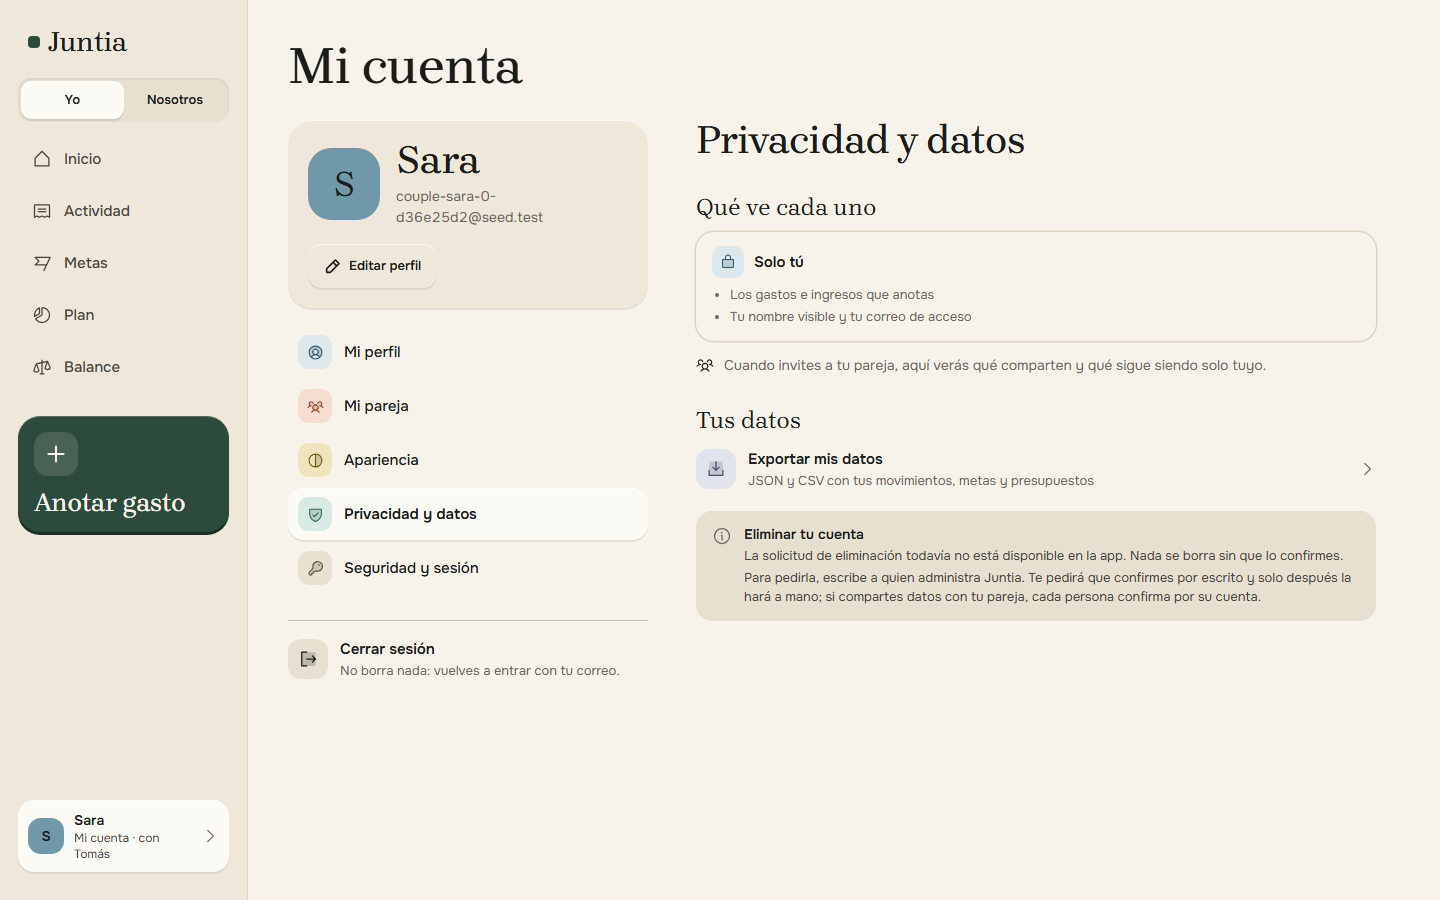 Juntia
Yo
Nosotros
Inicio
Actividad
Metas
Plan
Balance
Anotar gasto
S
Sara
Mi cuenta · con
Tomás
Mi cuenta
S
Sara
couple-sara-0-
d36e25d2@seed.test
Editar perfil
Mi perfil
Mi pareja
Apariencia
Privacidad y datos
Seguridad y sesión
Cerrar sesión
No borra nada: vuelves a entrar con tu correo.
Privacidad y datos
Qué ve cada uno
Solo tú
• Los gastos e ingresos que anotas
• Tu nombre visible y tu correo de acceso
Cuando invites a tu pareja, aquí verás qué comparten y qué sigue siendo solo tuyo.
Tus datos
Exportar mis datos
JSON y CSV con tus movimientos, metas y presupuestos
Eliminar tu cuenta
La solicitud de eliminación todavía no está disponible en la app. Nada se borra sin que lo confirmes.
Para pedirla, escribe a quien administra Juntia. Te pedirá que confirmes por escrito y solo después la
hará a mano; si compartes datos con tu pareja, cada persona confirma por su cuenta.